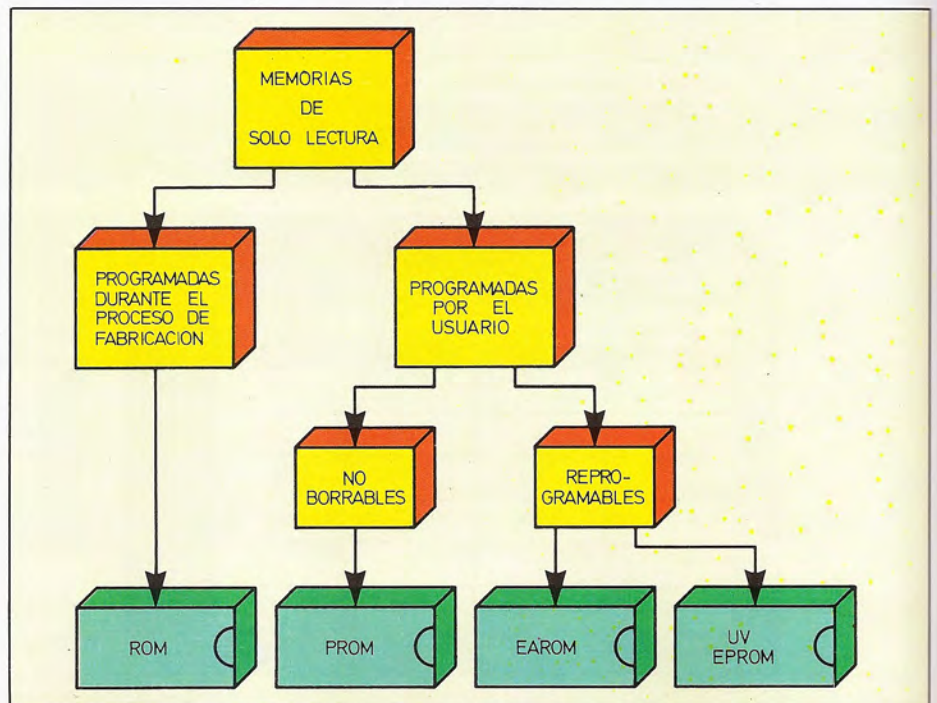 MEMORIAS
DE
SOLO LECTURA
PROGRAMADAS
DURANTE EL
PROCESO DE
FABRICACION
PROGRAMADAS
POR EL
USUARIO
NO
BORRABLES
REPRO-
GRAMABLES
ROM
PROM
EAROM
UV
EPROM